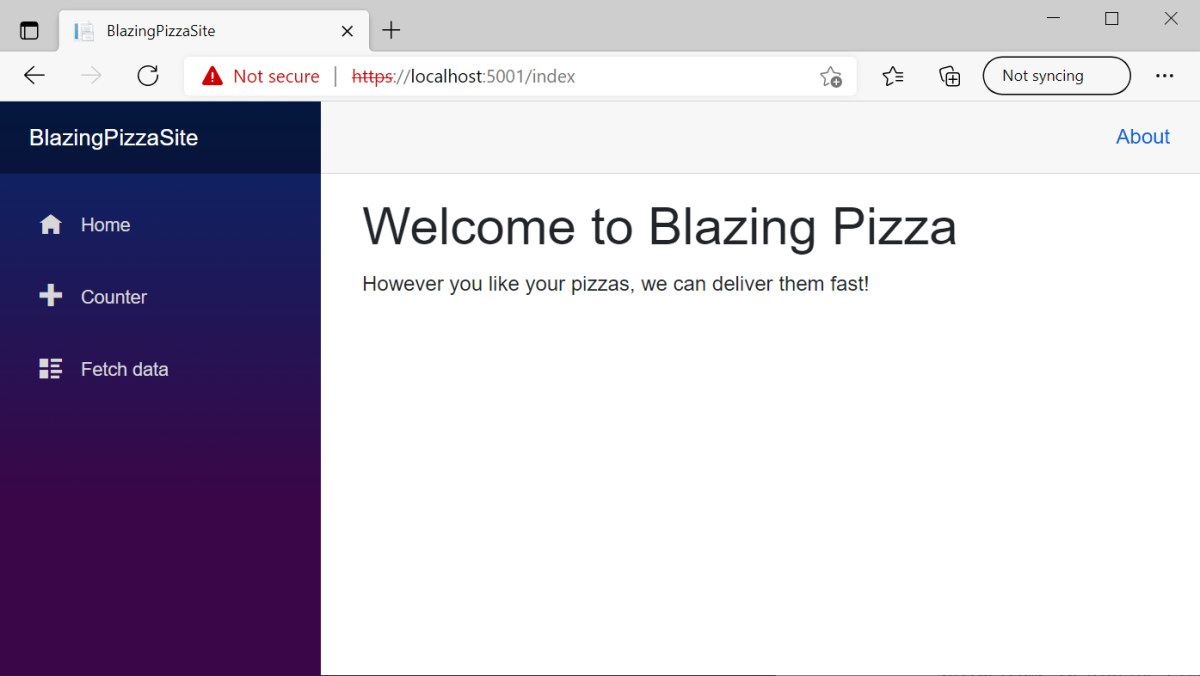 BlazingPizzaSite
Not secure | https://localhost:5001/index
Not syncing
BlazingPizzaSite
About
Home
Counter
Fetch data
Welcome to Blazing Pizza
However you like your pizzas, we can deliver them fast!